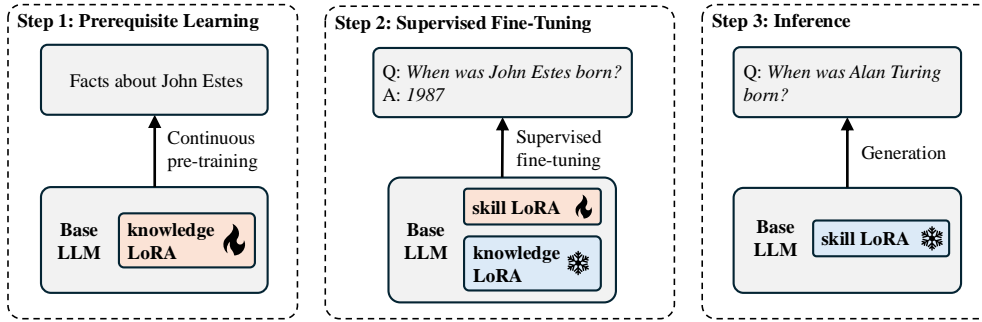 Step 1: Prerequisite Learning
Facts about John Estes
Continuous
pre-training
Base
LLM
knowledge
LoRA
Step 2: Supervised Fine-Tuning
Q: When was John Estes born?
A: 1987
Supervised
fine-tuning
Base
LLM
skill LoRA
knowledge
LoRA
Step 3: Inference
Q: When was Alan Turing
born?
Generation
Base
LLM
skill LoRA